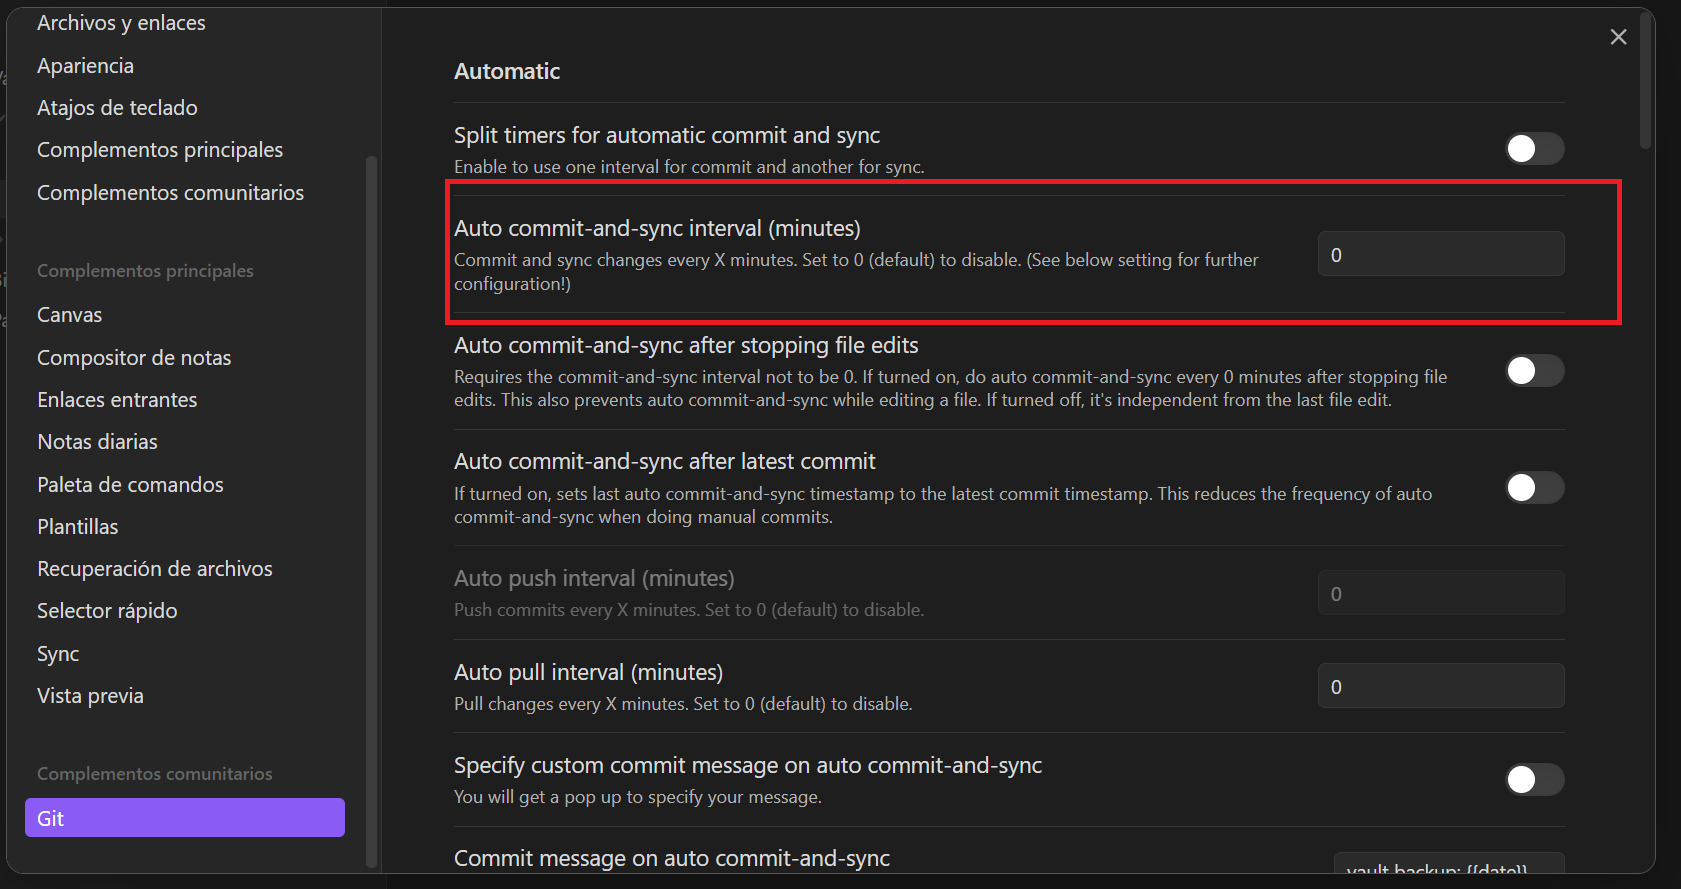 Archivos y enlaces
Apariencia
Atajos de teclado
Complementos principales
Complementos comunitarios
Complementos principales
Canvas
Compositor de notas
Enlaces entrantes
Notas diarias
Paleta de comandos
Plantillas
Recuperación de archivos
Selector rápido
Sync
Vista previa
Complementos comunitarios
Git
Automatic
Split timers for automatic commit and sync
Enable to use one interval for commit and another for sync.
Auto commit-and-sync interval (minutes)
Commit and sync changes every X minutes. Set to 0 (default) to disable. (See below setting for further
configuration!)
0
Auto commit-and-sync after stopping file edits
Requires the commit-and-sync interval not to be 0. If turned on, do auto commit-and-sync every 0 minutes after stopping file
edits. This also prevents auto commit-and-sync while editing a file. If turned off, it's independent from the last file edit.
Auto commit-and-sync after latest commit
If turned on, sets last auto commit-and-sync timestamp to the latest commit timestamp. This reduces the frequency of auto
commit-and-sync when doing manual commits.
Auto push interval (minutes)
Push commits every X minutes. Set to 0 (default) to disable.
0
Auto pull interval (minutes)
Pull changes every X minutes. Set to 0 (default) to disable.
0
Specify custom commit message on auto commit-and-sync
You will get a pop up to specify your message.
Commit message on auto commit-and-sync
vault backup: {{date}}